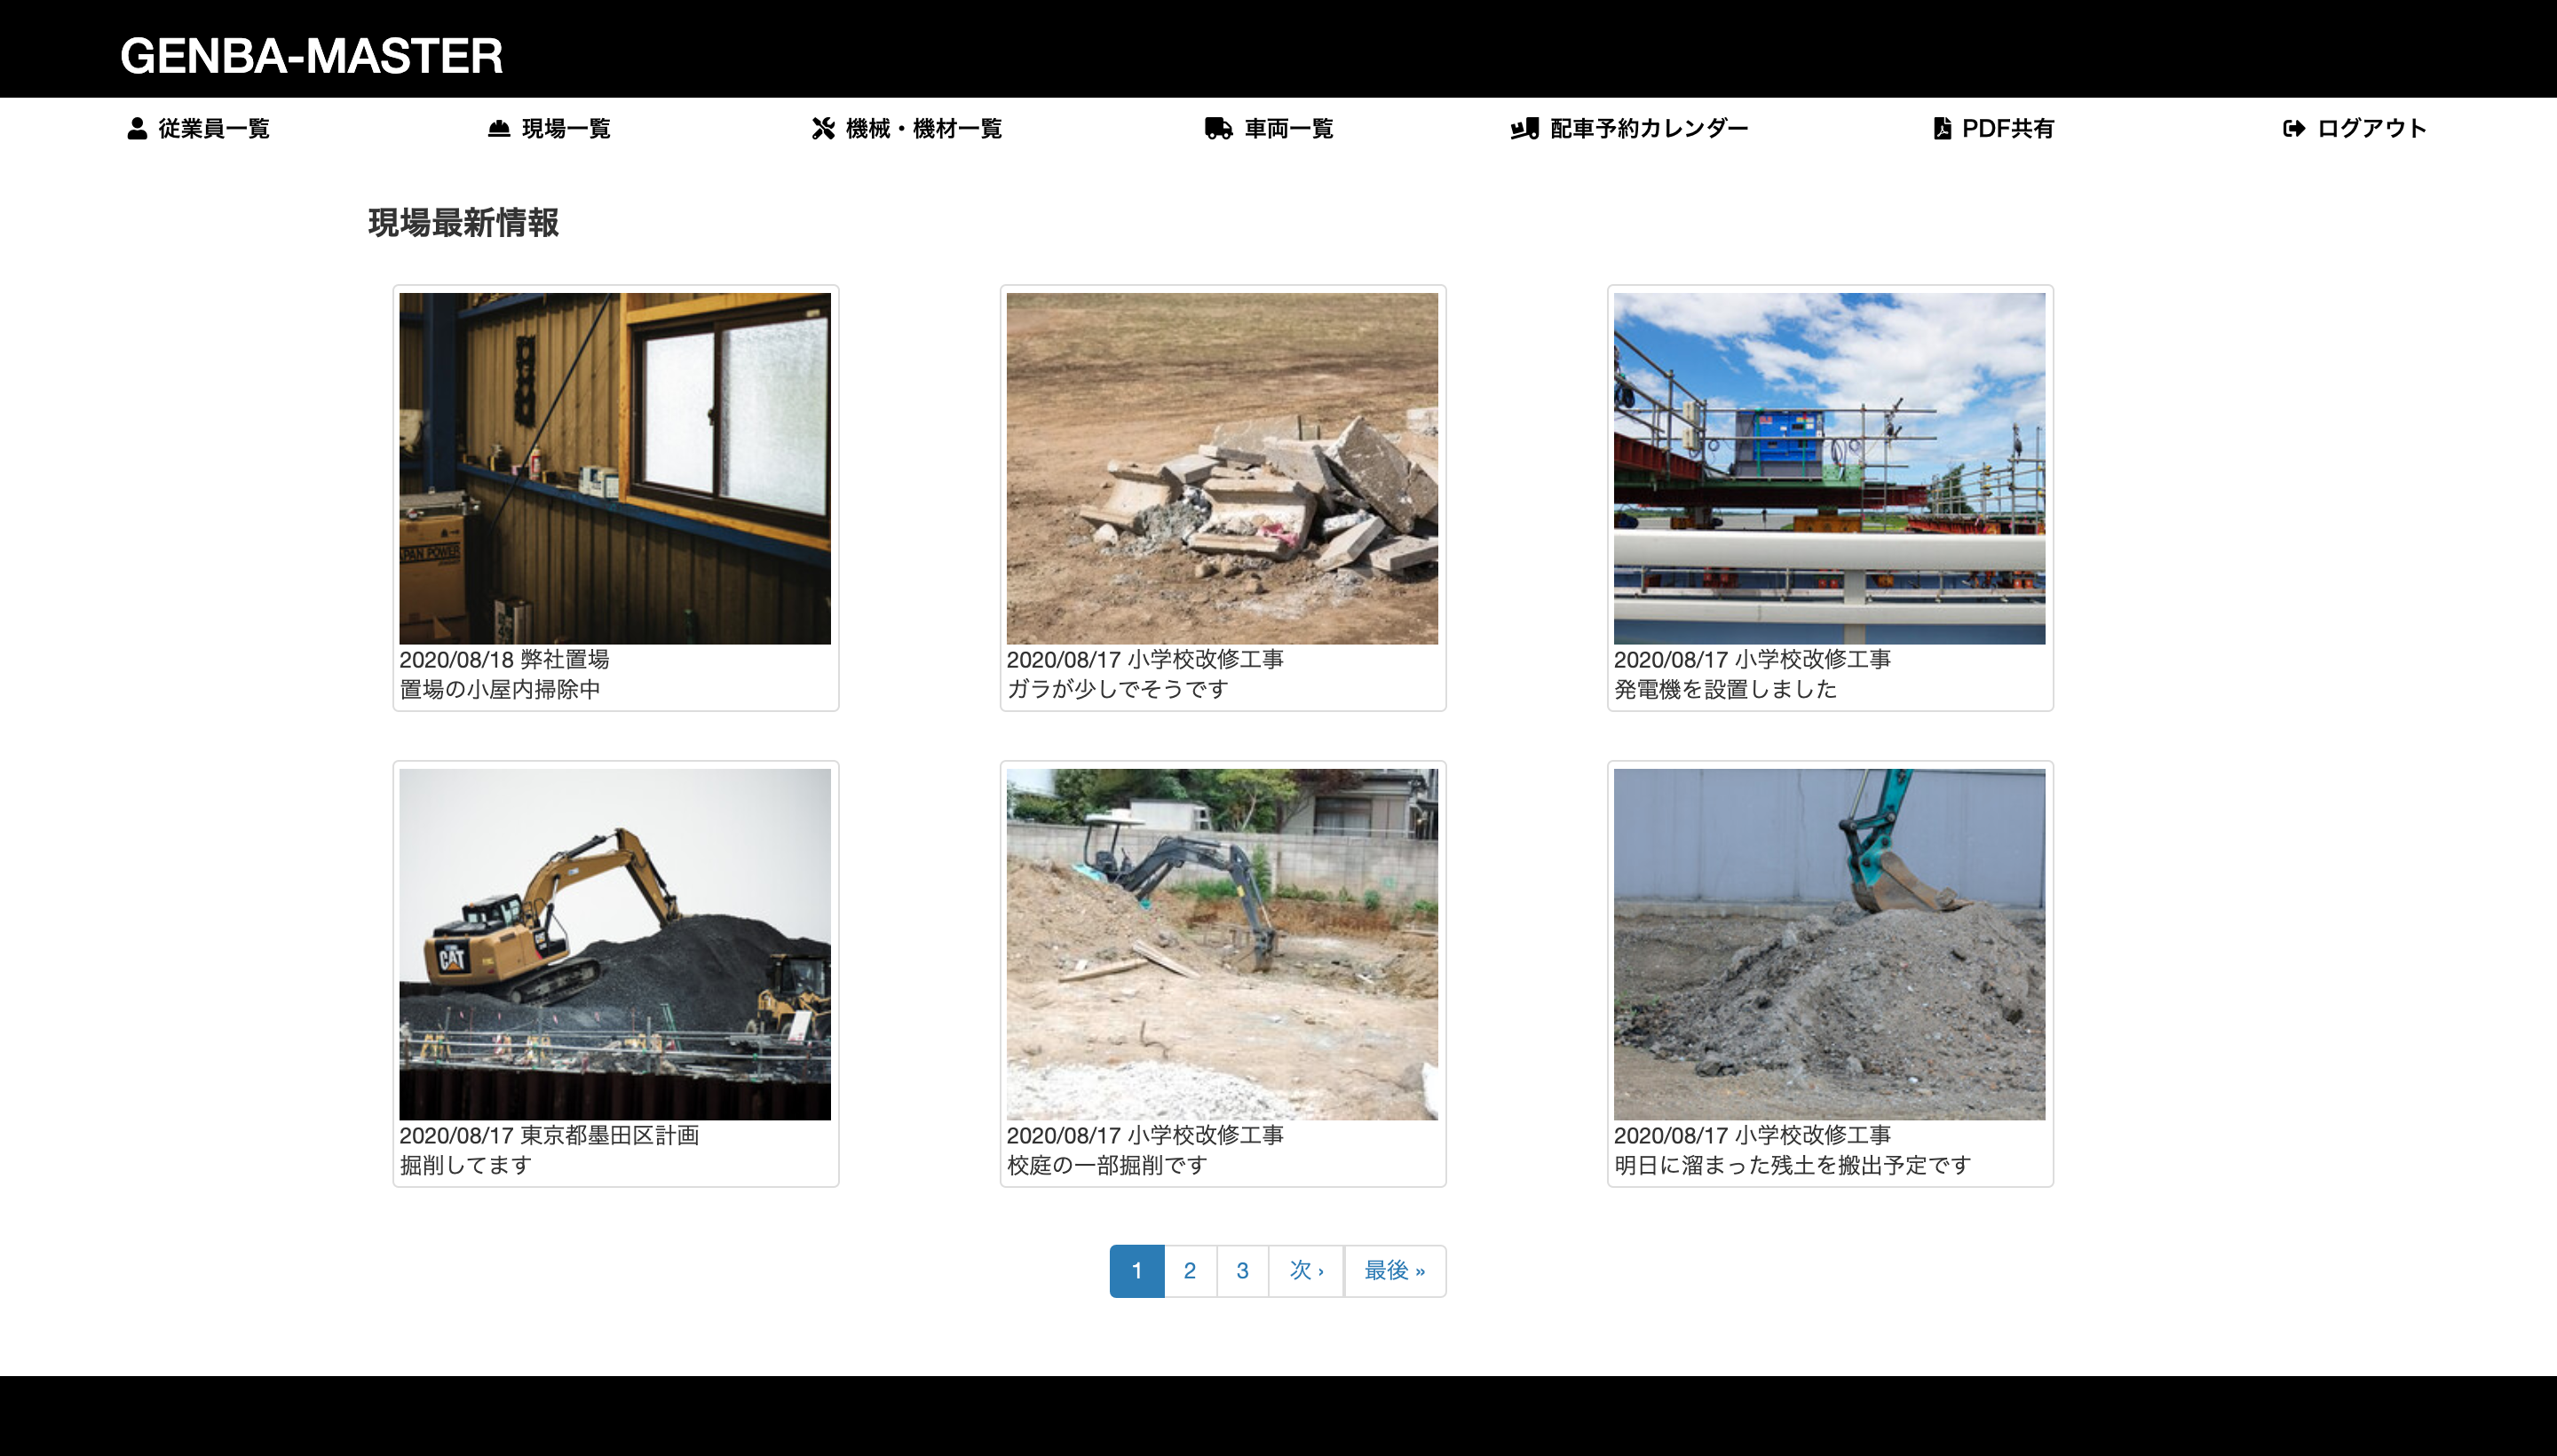 GENBA-MASTER
従業員一覧
現場一覧
機械・機材一覧
車両一覧
配車予約カレンダー
PDF共有
ログアウト
現場最新情報
APAN POWER
2020/08/18 弊社置場
置場の小屋内掃除中
2020/08/17 小学校改修工事
ガラが少しでそうです
2020/08/17 小学校改修工事
発電機を設置しました
CAT
2020/08/17 東京都墨田区計画
掘削してます
2020/08/17 小学校改修工事
校庭の一部掘削です
2020/08/17 小学校改修工事
明日に溜まった残土を搬出予定です
1 2 3 次 › 最後 »